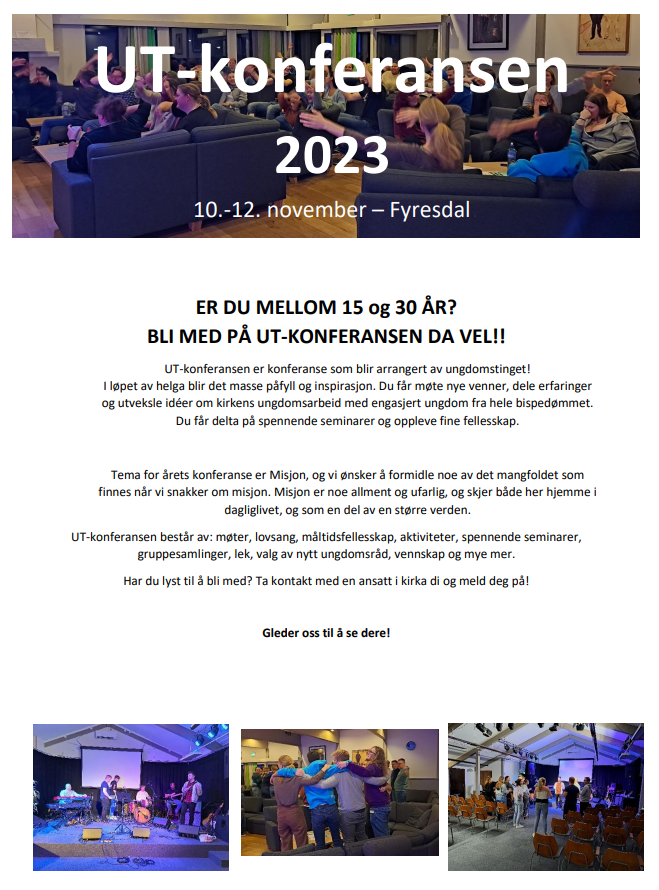 UT-konferansen
2023
10.-12. november – Fyresdal
ER DU MELLOM 15 og 30 ÅR?
BLI MED PÅ UT-KONFERANSEN DA VEL!!
UT-konferansen er konferanse som blir arrangert av ungdomstinget!
I løpet av helga blir det masse påfyll og inspirasjon. Du får møte nye venner, dele erfaringer
og utveksle idéer om kirkens ungdomsarbeid med engasjert ungdom fra hele bispedømmet.
Du får delta på spennende seminarer og oppleve fine fellesskap.
Tema for årets konferanse er Misjon, og vi ønsker å formidle noe av det mangfoldet som
finnes når vi snakker om misjon. Misjon er noe allment og ufarlig, og skjer både her hjemme i
dagliglivet, og som en del av en større verden.
UT-konferansen består av: møter, lovsang, måltidsfellesskap, aktiviteter, spennende seminarer,
gruppesamlinger, lek, valg av nytt ungdomsråd, vennskap og mye mer.
Har du lyst til å bli med? Ta kontakt med en ansatt i kirka di og meld deg på!
Gleder oss til å se dere!